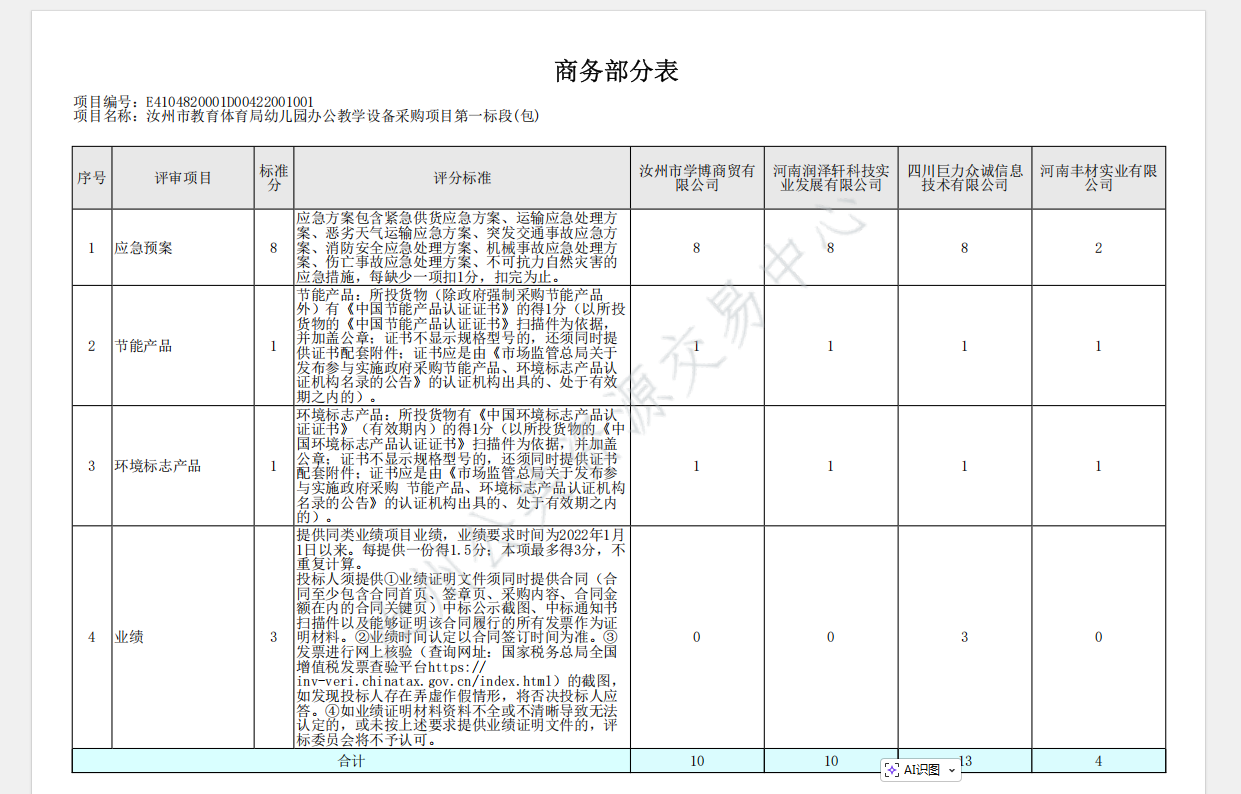 商务部分表
项目编号：E4104820001D00422001001
项目名称：汝州市教育体育局幼儿园办公教学设备采购项目第一标段(包)
序号 评审项目 标准分 评分标准 汝州市学博商贸有限公司 河南润泽轩科技实业发展有限公司 四川巨力众诚信息技术有限公司 河南丰材实业有限公司
1 应急预案 8
应急方案包含紧急供货应急方案、运输应急处理方
案、恶劣天气运输应急方案、突发交通事故应急方
案、消防安全应急处理方案、机械事故应急处理方
案、伤亡事故应急处理方案、不可抗力自然灾害的
应急措施，每缺少一项扣1分，扣完为止。
8 8 8 2
2 节能产品 1
节能产品：所投货物（除政府强制采购节能产品
外）有《中国节能产品认证证书》的得1分（以所投
货物的《中国节能产品认证证书》扫描件为依据，
并加盖公章；证书不显示规格型号的，还须同时提
供证书配套附件；证书应是由《市场监管总局关于
发布参与实施政府采购节能产品、环境标志产品认
证机构名录的公告》的认证机构出具的、处于有效
期之内的）。
1 1 1 1
3 环境标志产品 1
环境标志产品：所投货物有《中国环境标志产品认
证证书》（有效期内）的得1分（以所投货物的《中
国环境标志产品认证证书》扫描件为依据，并加盖
公章；证书不显示规格型号的，还须同时提供证书
配套附件；证书应是由《市场监管总局关于发布参
与实施政府采购 节能产品、环境标志产品认证机构
名录的公告》的认证机构出具的、处于有效期之内
的）。
1 1 1 1
4 业绩 3
提供同类业绩项目业绩，业绩要求时间为2022年1月
1日以来。每提供一份得1.5分；本项最多得3分，不
重复计算。
投标人须提供①业绩证明文件须同时提供合同（合
同至少包含合同首页、签章页、采购内容、合同金
额在内的合同关键页）中标公示截图、中标通知书
扫描件以及能够证明该合同履行的所有发票作为证
明材料。②业绩时间认定以合同签订时间为准。③
发票进行网上核验（查询网址：国家税务总局全国
增值税发票查验平台https://
inv-veri.chinatax.gov.cn/index.html）的截图，
如发现投标人存在弄虚作假情形，将否决投标人应
答。④如业绩证明材料资料不全或不清晰导致无法
认定的，或未按上述要求提供业绩证明文件的，评
标委员会将不予认可。
0 0 3 0
合计 10 10 13 4
AI识图
州公共资源交易中心